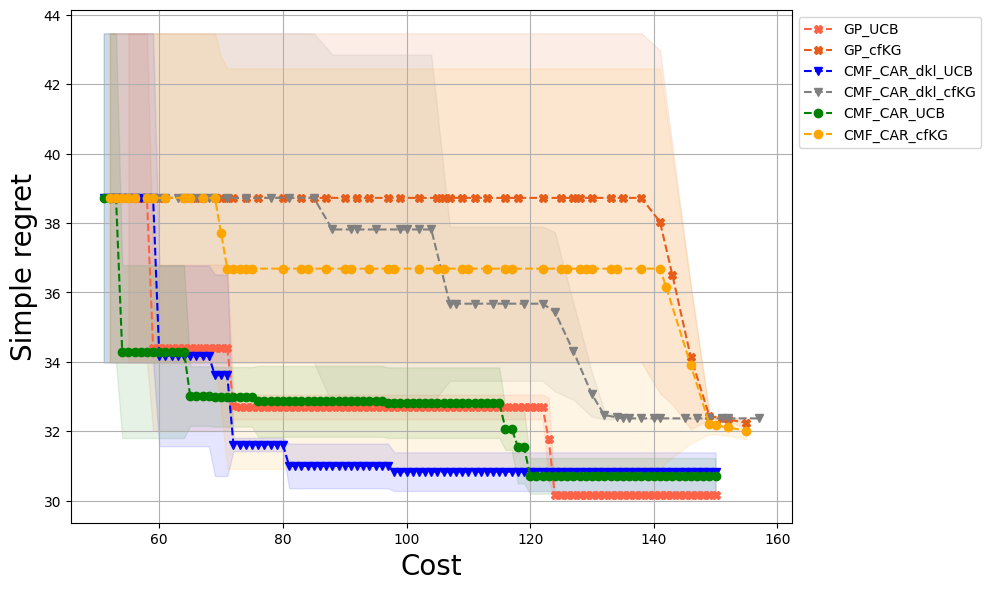 44
42
40
38
36
34
32
30
Simple regret
60
80
100
120
140
160
Cost
GP_UCB
GP_cfKG
CMF_CAR_dkl_UCB
CMF_CAR_dkl_cfKG
CMF_CAR_UCB
CMF_CAR_cfKG